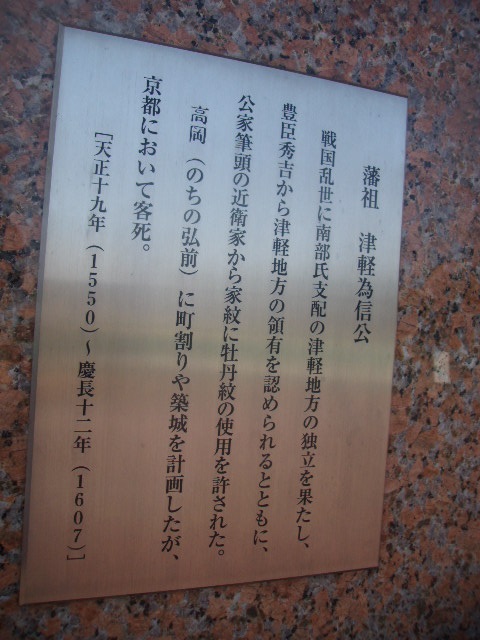 藩祖　津軽為信公
戦国乱世に南部氏支配の津軽地方の独立を果たし、
豊臣秀吉から津軽地方の領有を認められるとともに、
公家筆頭の近衛家から家紋に牡丹紋の使用を許された。
高岡（のちの弘前）に町割りや築城を計画したが、
京都において客死。
［天正十九年（1550）～慶長十二年（1607）］